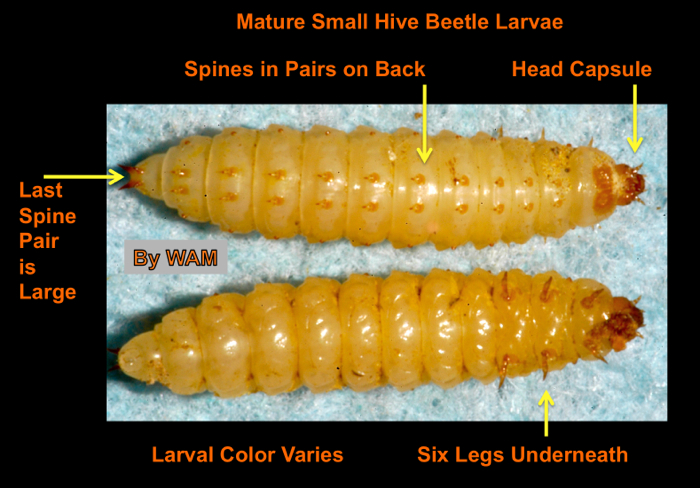 Mature Small Hive Beetle Larvae
Spines in Pairs on Back
Head Capsule
Last
Spine
Pair
is
Large
By WAM
Larval Color Varies
Six Legs Underneath